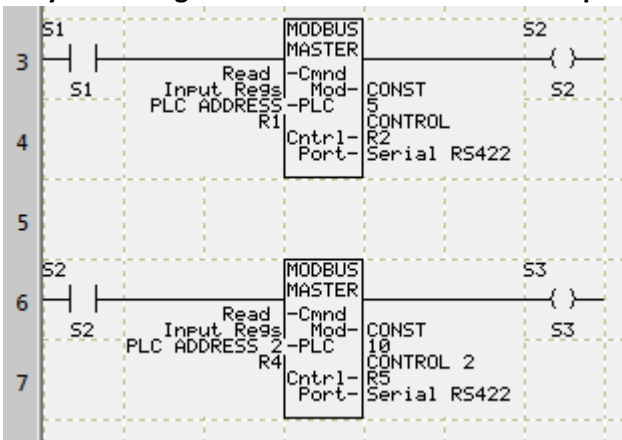 S1 MODBUS S2
MASTER
3
Read -Cmnd
S1 Input Regs Mod- CONST S2
PLC ADDRESS -PLC 5
R1 CONTROL
4 Cntrl- R2
Port- Serial RS422
5
S2 MODBUS S3
MASTER
6
Read -Cmnd
S2 Input Regs Mod- CONST S3
PLC ADDRESS 2 -PLC 10
R4 CONTROL 2
7 Cntrl- R5
Port- Serial RS422